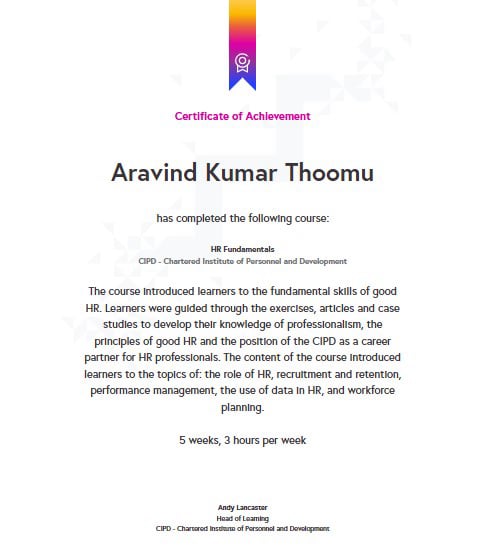 Certificate of Achievement
Aravind Kumar Thoomu
has completed the following course:
HR Fundamentals
CIPD - Chartered Institute of Personnel and Development
The course introduced learners to the fundamental skills of good
HR. Learners were guided through the exercises, articles and case
studies to develop their knowledge of professionalism, the
principles of good HR and the position of the CIPD as a career
partner for HR professionals. The content of the course introduced
learners to the topics of: the role of HR, recruitment and retention,
performance management, the use of data in HR, and workforce
planning.
5 weeks, 3 hours per week
Andy Lancaster
Head of Learning
CIPD - Chartered Institute of Personnel and Development